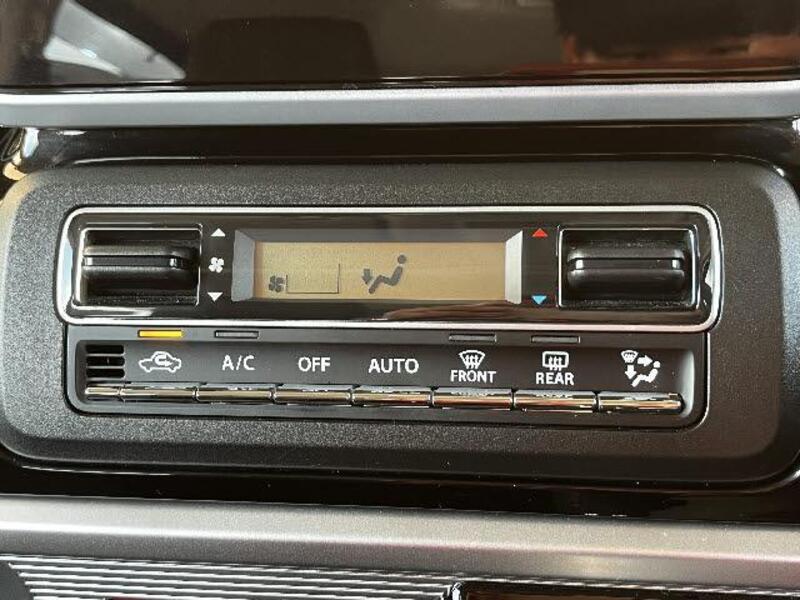 A/C OFF AUTO FRONT REAR